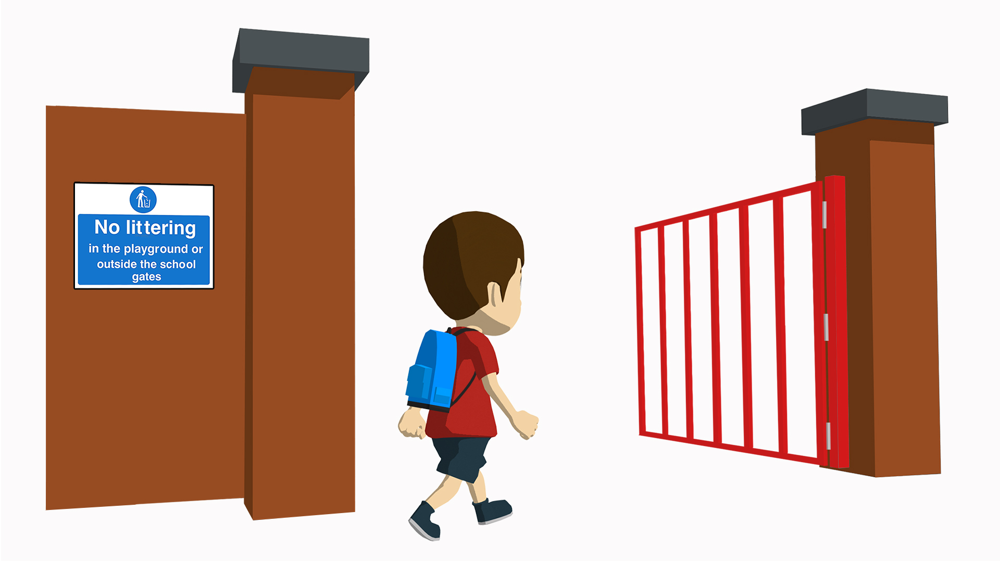 No littering
in the playground or
outside the school
gates